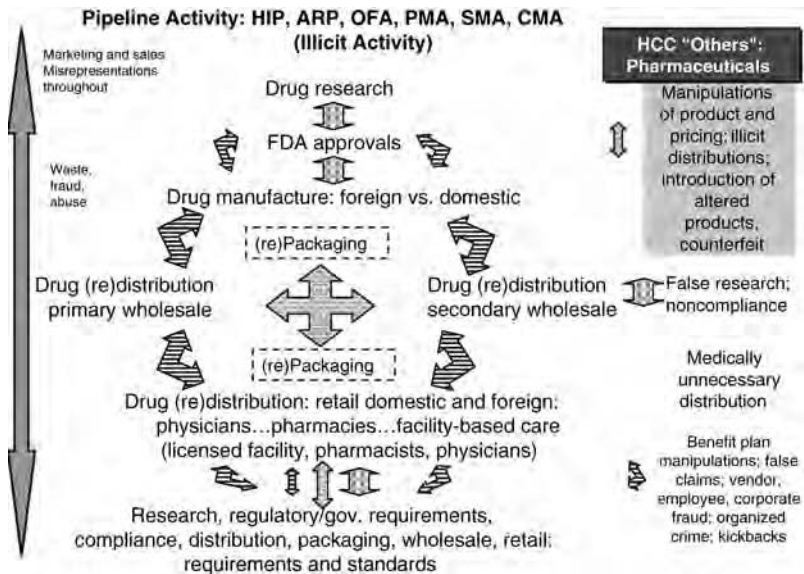 Pipeline Activity: HIP, ARP, OFA, PMA, SMA, CMA
(Illicit Activity)
Marketing and sales
Misrepresentations
throughout
Waste,
fraud,
abuse
Drug research
FDA approvals
Drug manufacture: foreign vs. domestic
(re)Packaging
Drug (re)distribution
primary wholesale
Drug (re)distribution
secondary wholesale
(re)Packaging
Drug (re)distribution: retail domestic and foreign:
physicians…pharmacies…facility-based care
(licensed facility, pharmacists, physicians)
Research, regulatory/gov. requirements,
compliance, distribution, packaging, wholesale, retail:
requirements and standards
HCC "Others":
Pharmaceuticals
Manipulations
of product and
pricing; illicit
distributions;
introduction of
altered
products,
counterfeit
False research;
noncompliance
Medically
unnecessary
distribution
Benefit plan
manipulations; false
claims; vendor,
employee, corporate
fraud; organized
crime; kickbacks